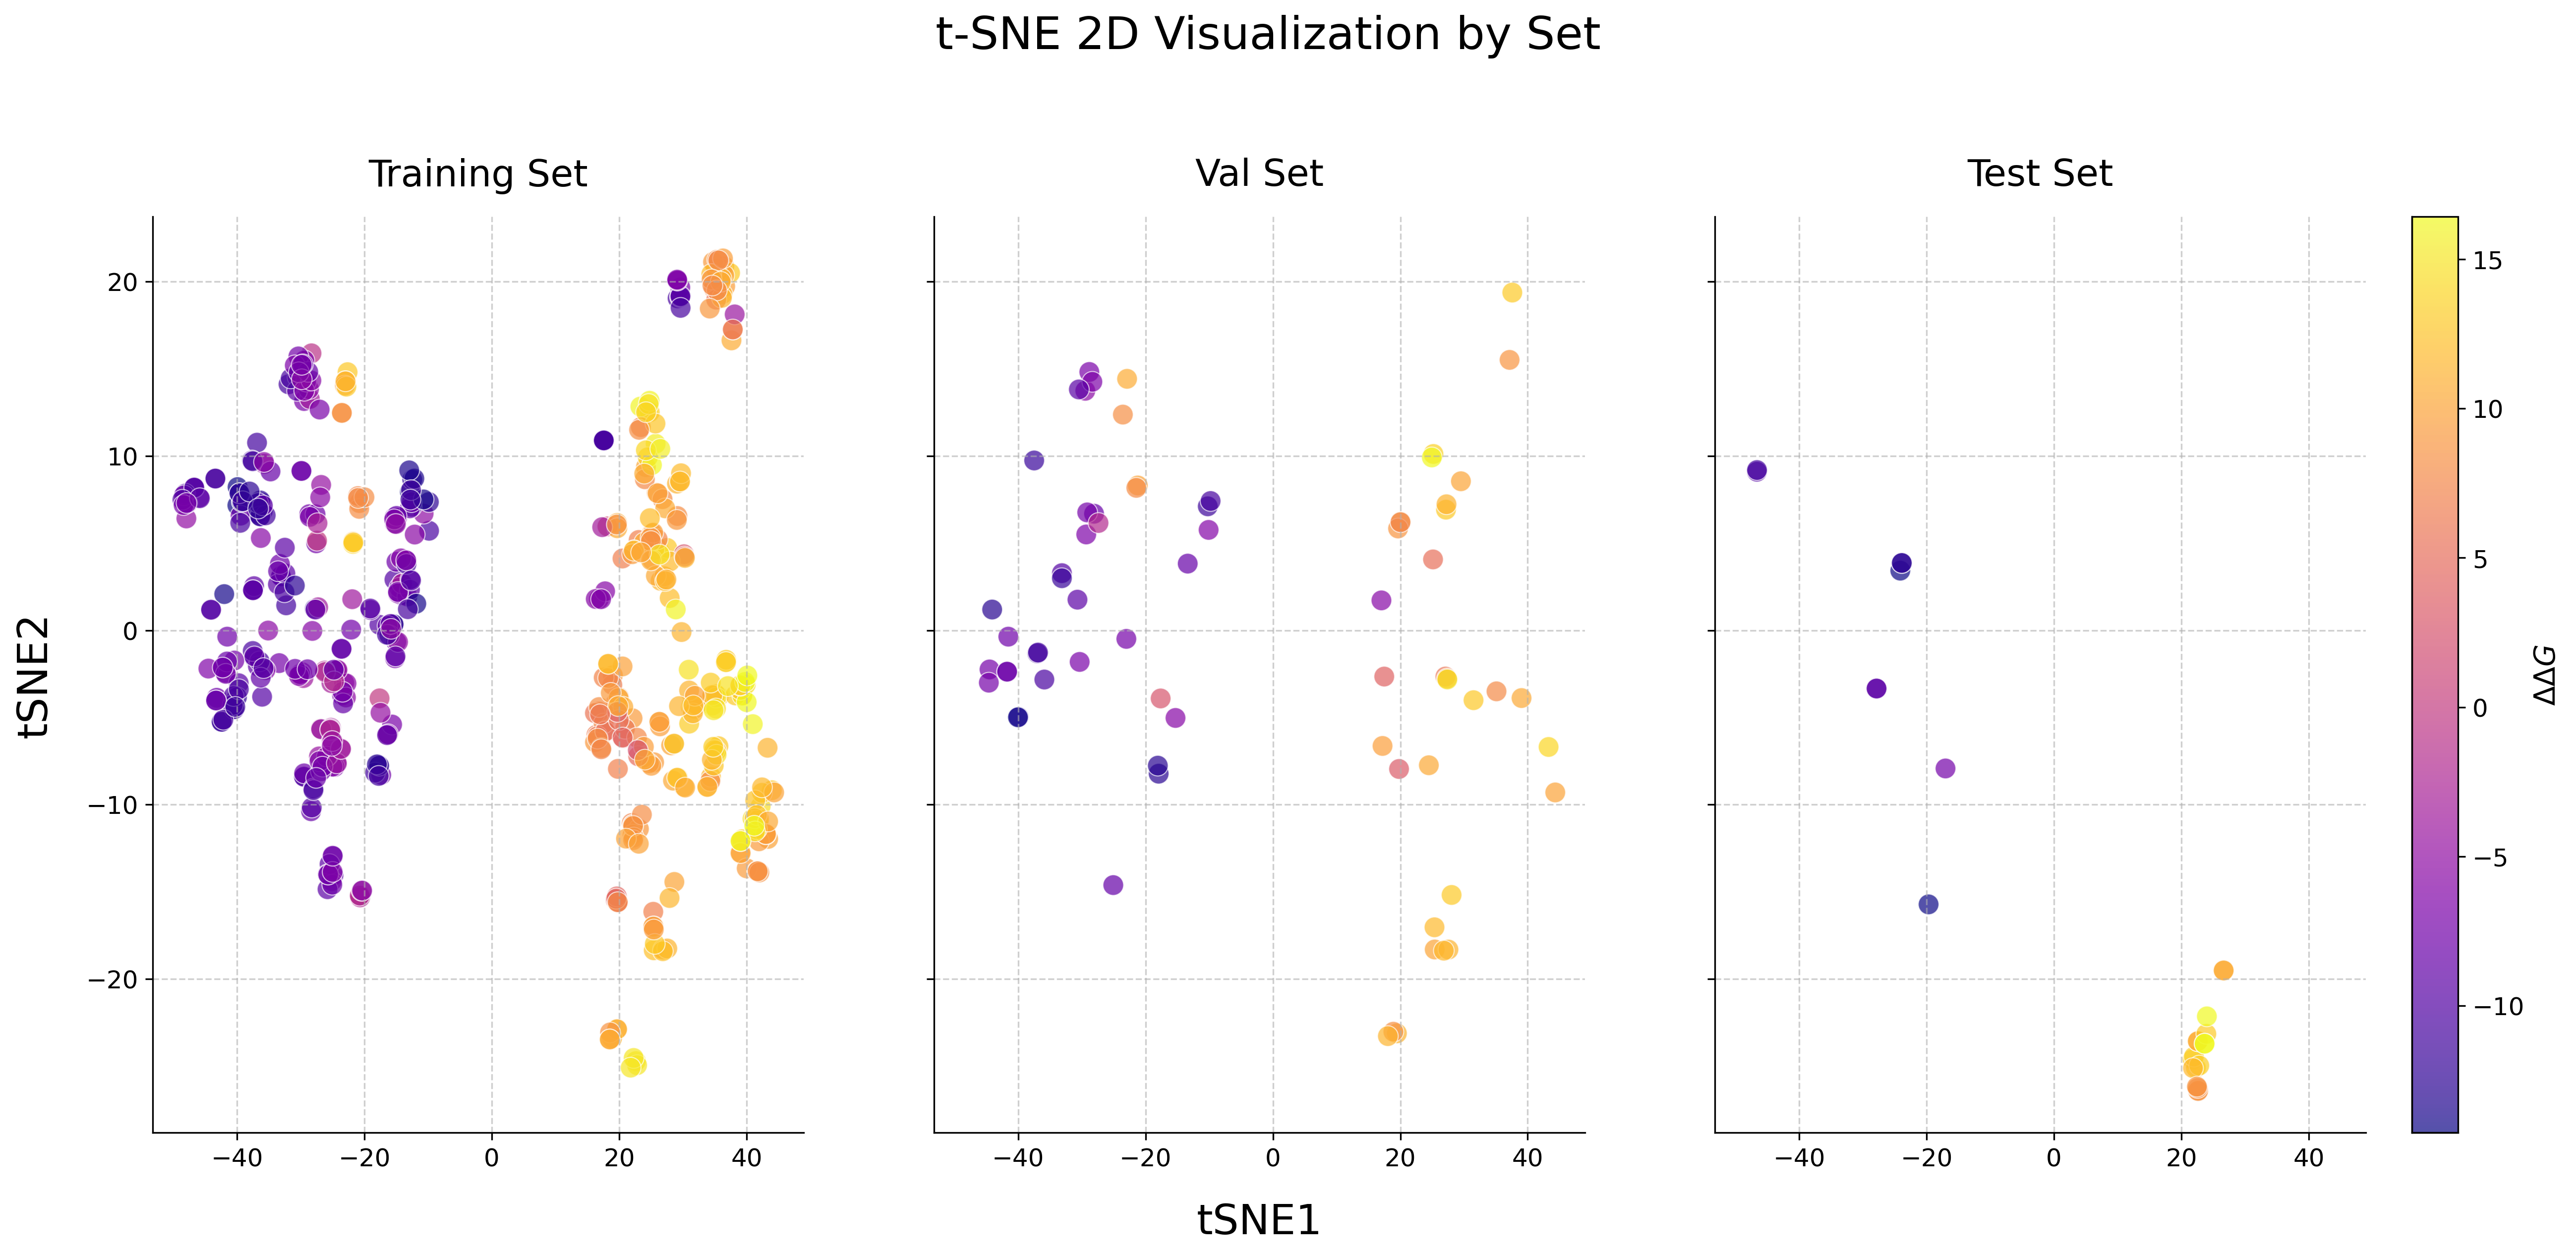 t-SNE 2D Visualization by Set
Training Set
Val Set
Test Set
tSNE2
20
10
0
−10
−20
−40 −20 0 20 40
−40 −20 0 20 40
−40 −20 0 20 40
tSNE1
15
10
5
0
−5
−10
ΔΔG